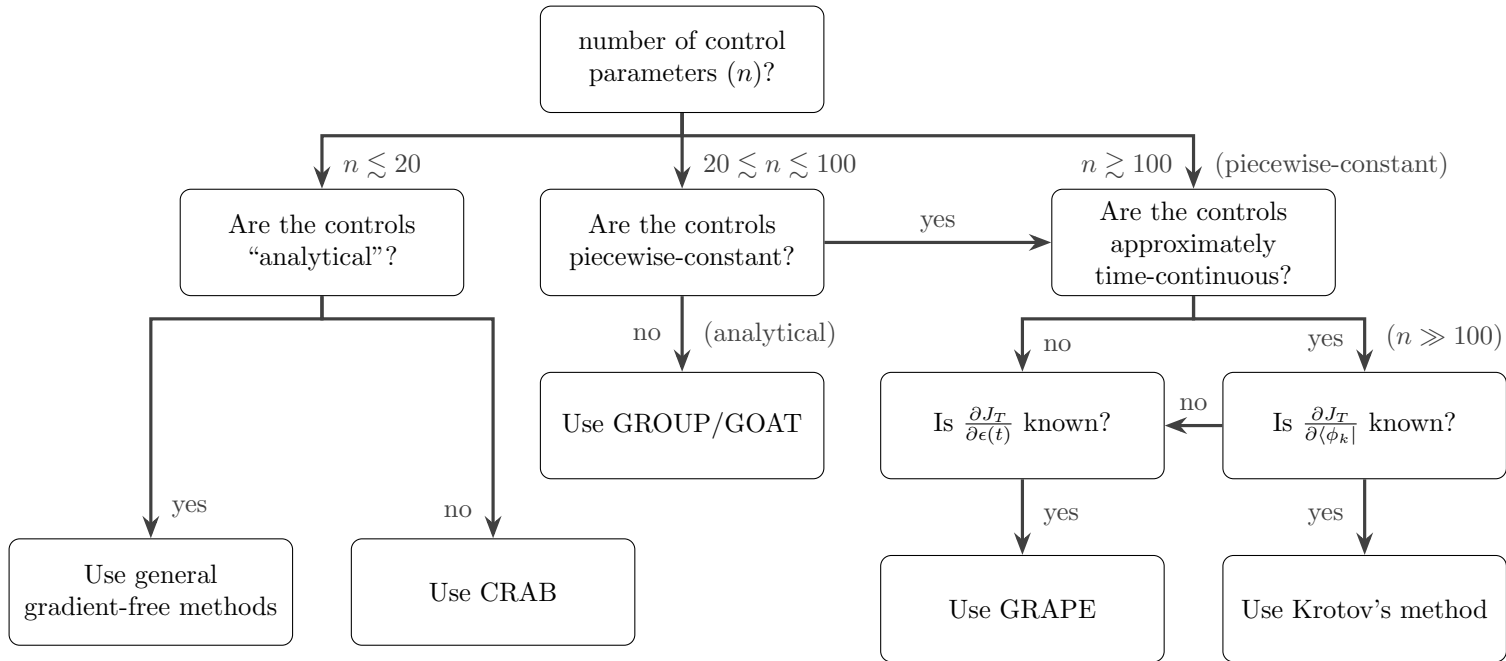 number of control
parameters (n)?
n ≲ 20
20 ≲ n ≲ 100
n ≳ 100
(piecewise-constant)
Are the controls
“analytical”?
Are the controls
piecewise-constant?
yes
Are the controls
approximately
time-continuous?
no
(analytical)
no
yes
(n ≫ 100)
Use GROUP/GOAT
Is ∂J_T/∂ϵ(t) known?
no
Is ∂J_T/∂⟨ϕ_k| known?
yes
no
yes
yes
Use general
gradient-free methods
Use CRAB
Use GRAPE
Use Krotov’s method